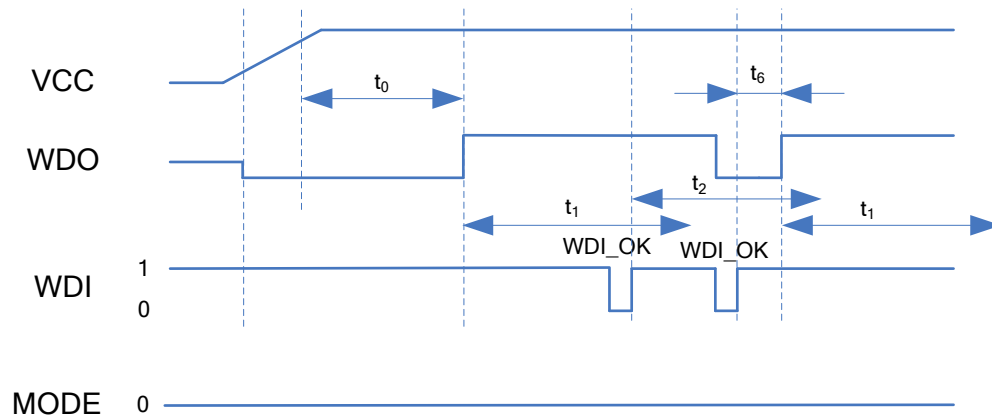 t₀
t₆
VCC
WDO
t₂
t₁
t₁
WDI_OK
WDI_OK
1
WDI
0
MODE 0